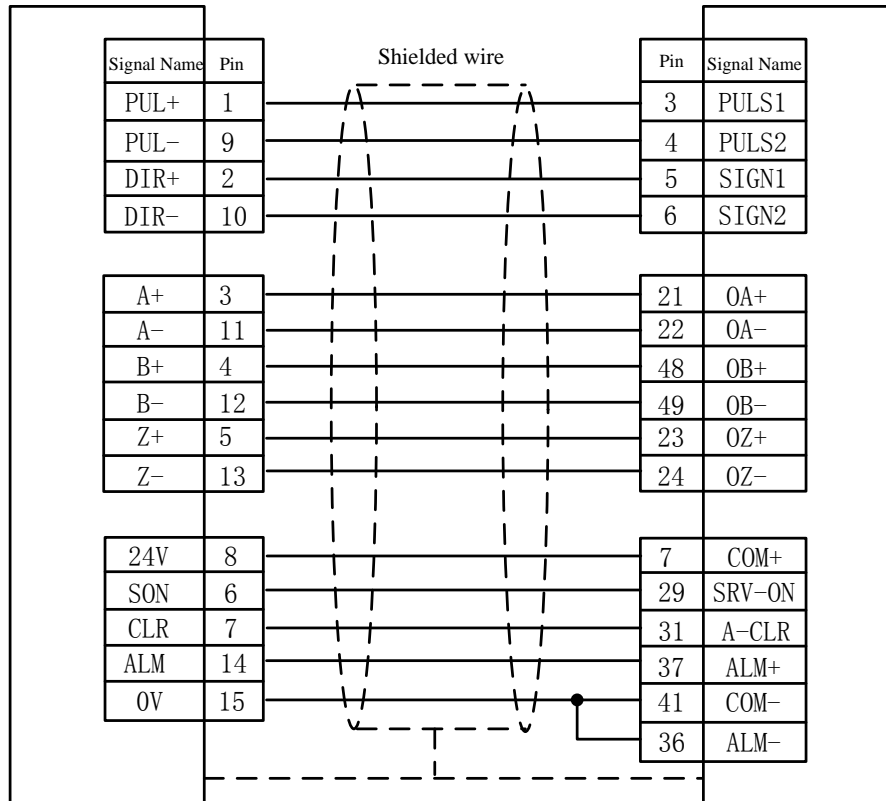 Shielded wire
Signal Name Pin Pin Signal Name
PUL+ 1 3 PULS1
PUL- 9 4 PULS2
DIR+ 2 5 SIGN1
DIR- 10 6 SIGN2
A+ 3 21 OA+
A- 11 22 OA-
B+ 4 48 OB+
B- 12 49 OB-
Z+ 5 23 OZ+
Z- 13 24 OZ-
24V 8 7 COM+
SON 6 29 SRV-ON
CLR 7 31 A-CLR
ALM 14 37 ALM+
0V 15 41 COM-
36 ALM-